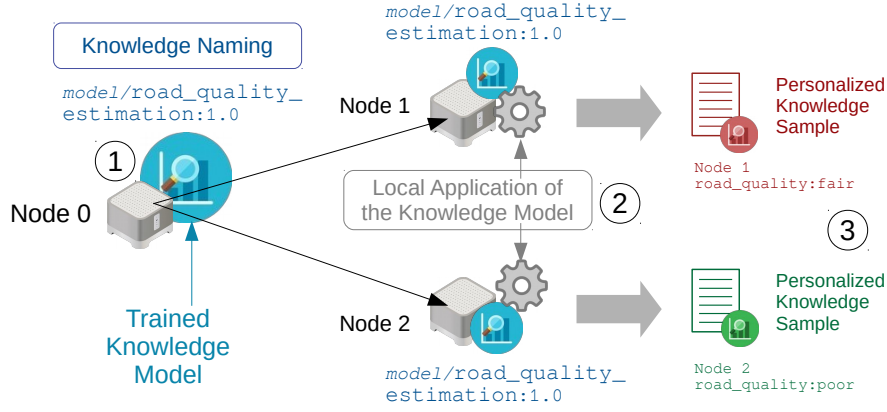 Knowledge Naming
model/road_quality_
estimation:1.0
1
Node 0
Trained
Knowledge
Model
model/road_quality_
estimation:1.0
Node 1
Local Application of
the Knowledge Model
2
Node 2
model/road_quality_
estimation:1.0
Personalized
Knowledge
Sample
Node 1
road_quality:fair
3
Personalized
Knowledge
Sample
Node 2
road_quality:poor